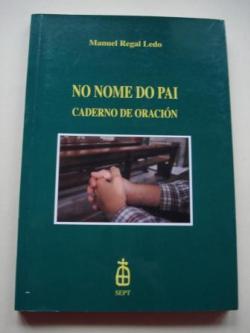 Manuel Regal Ledo
NO NOME DO PAI
CADERNO DE ORACIÓN
SEPT